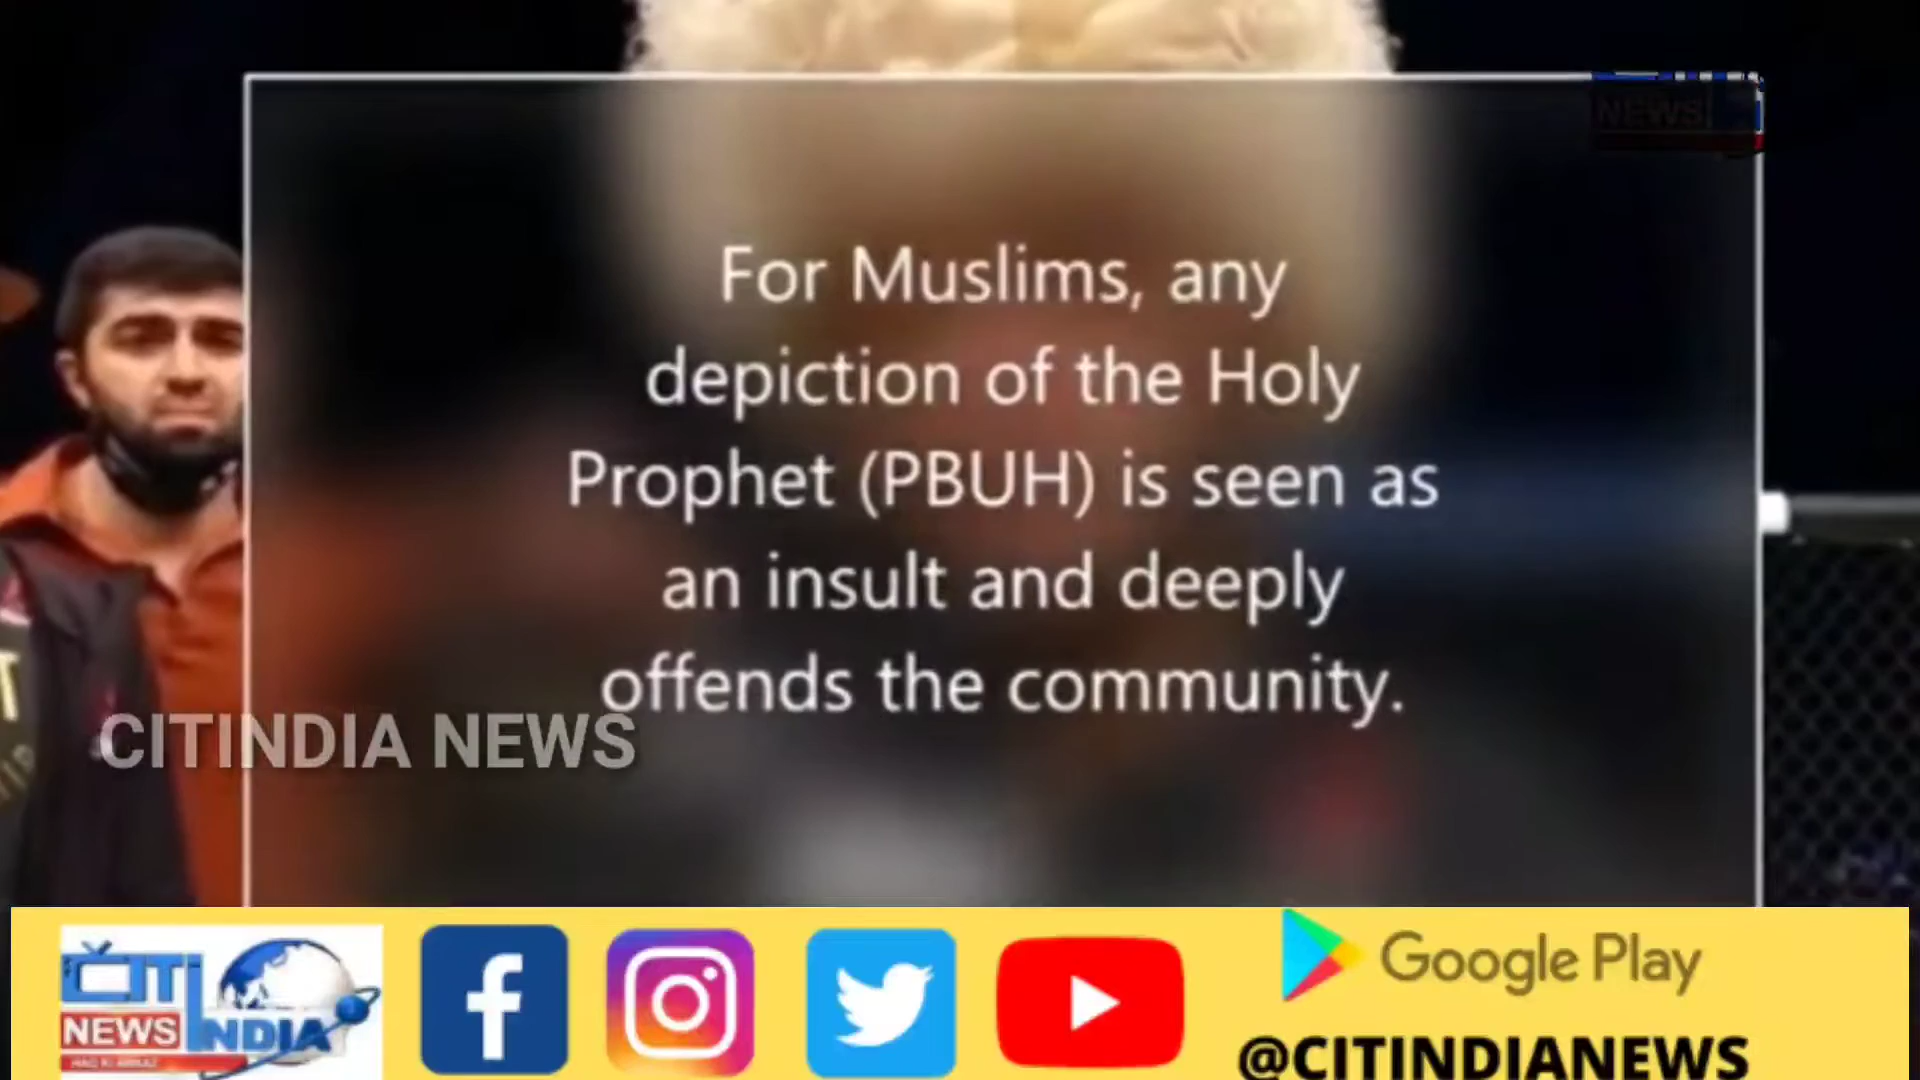 NEWS
For Muslims, any
depiction of the Holy
Prophet (PBUH) is seen as
an insult and deeply
offends the community.
CITINDIA NEWS
CITI
NEWS INDIA
Google Play
@CITINDIANEWS